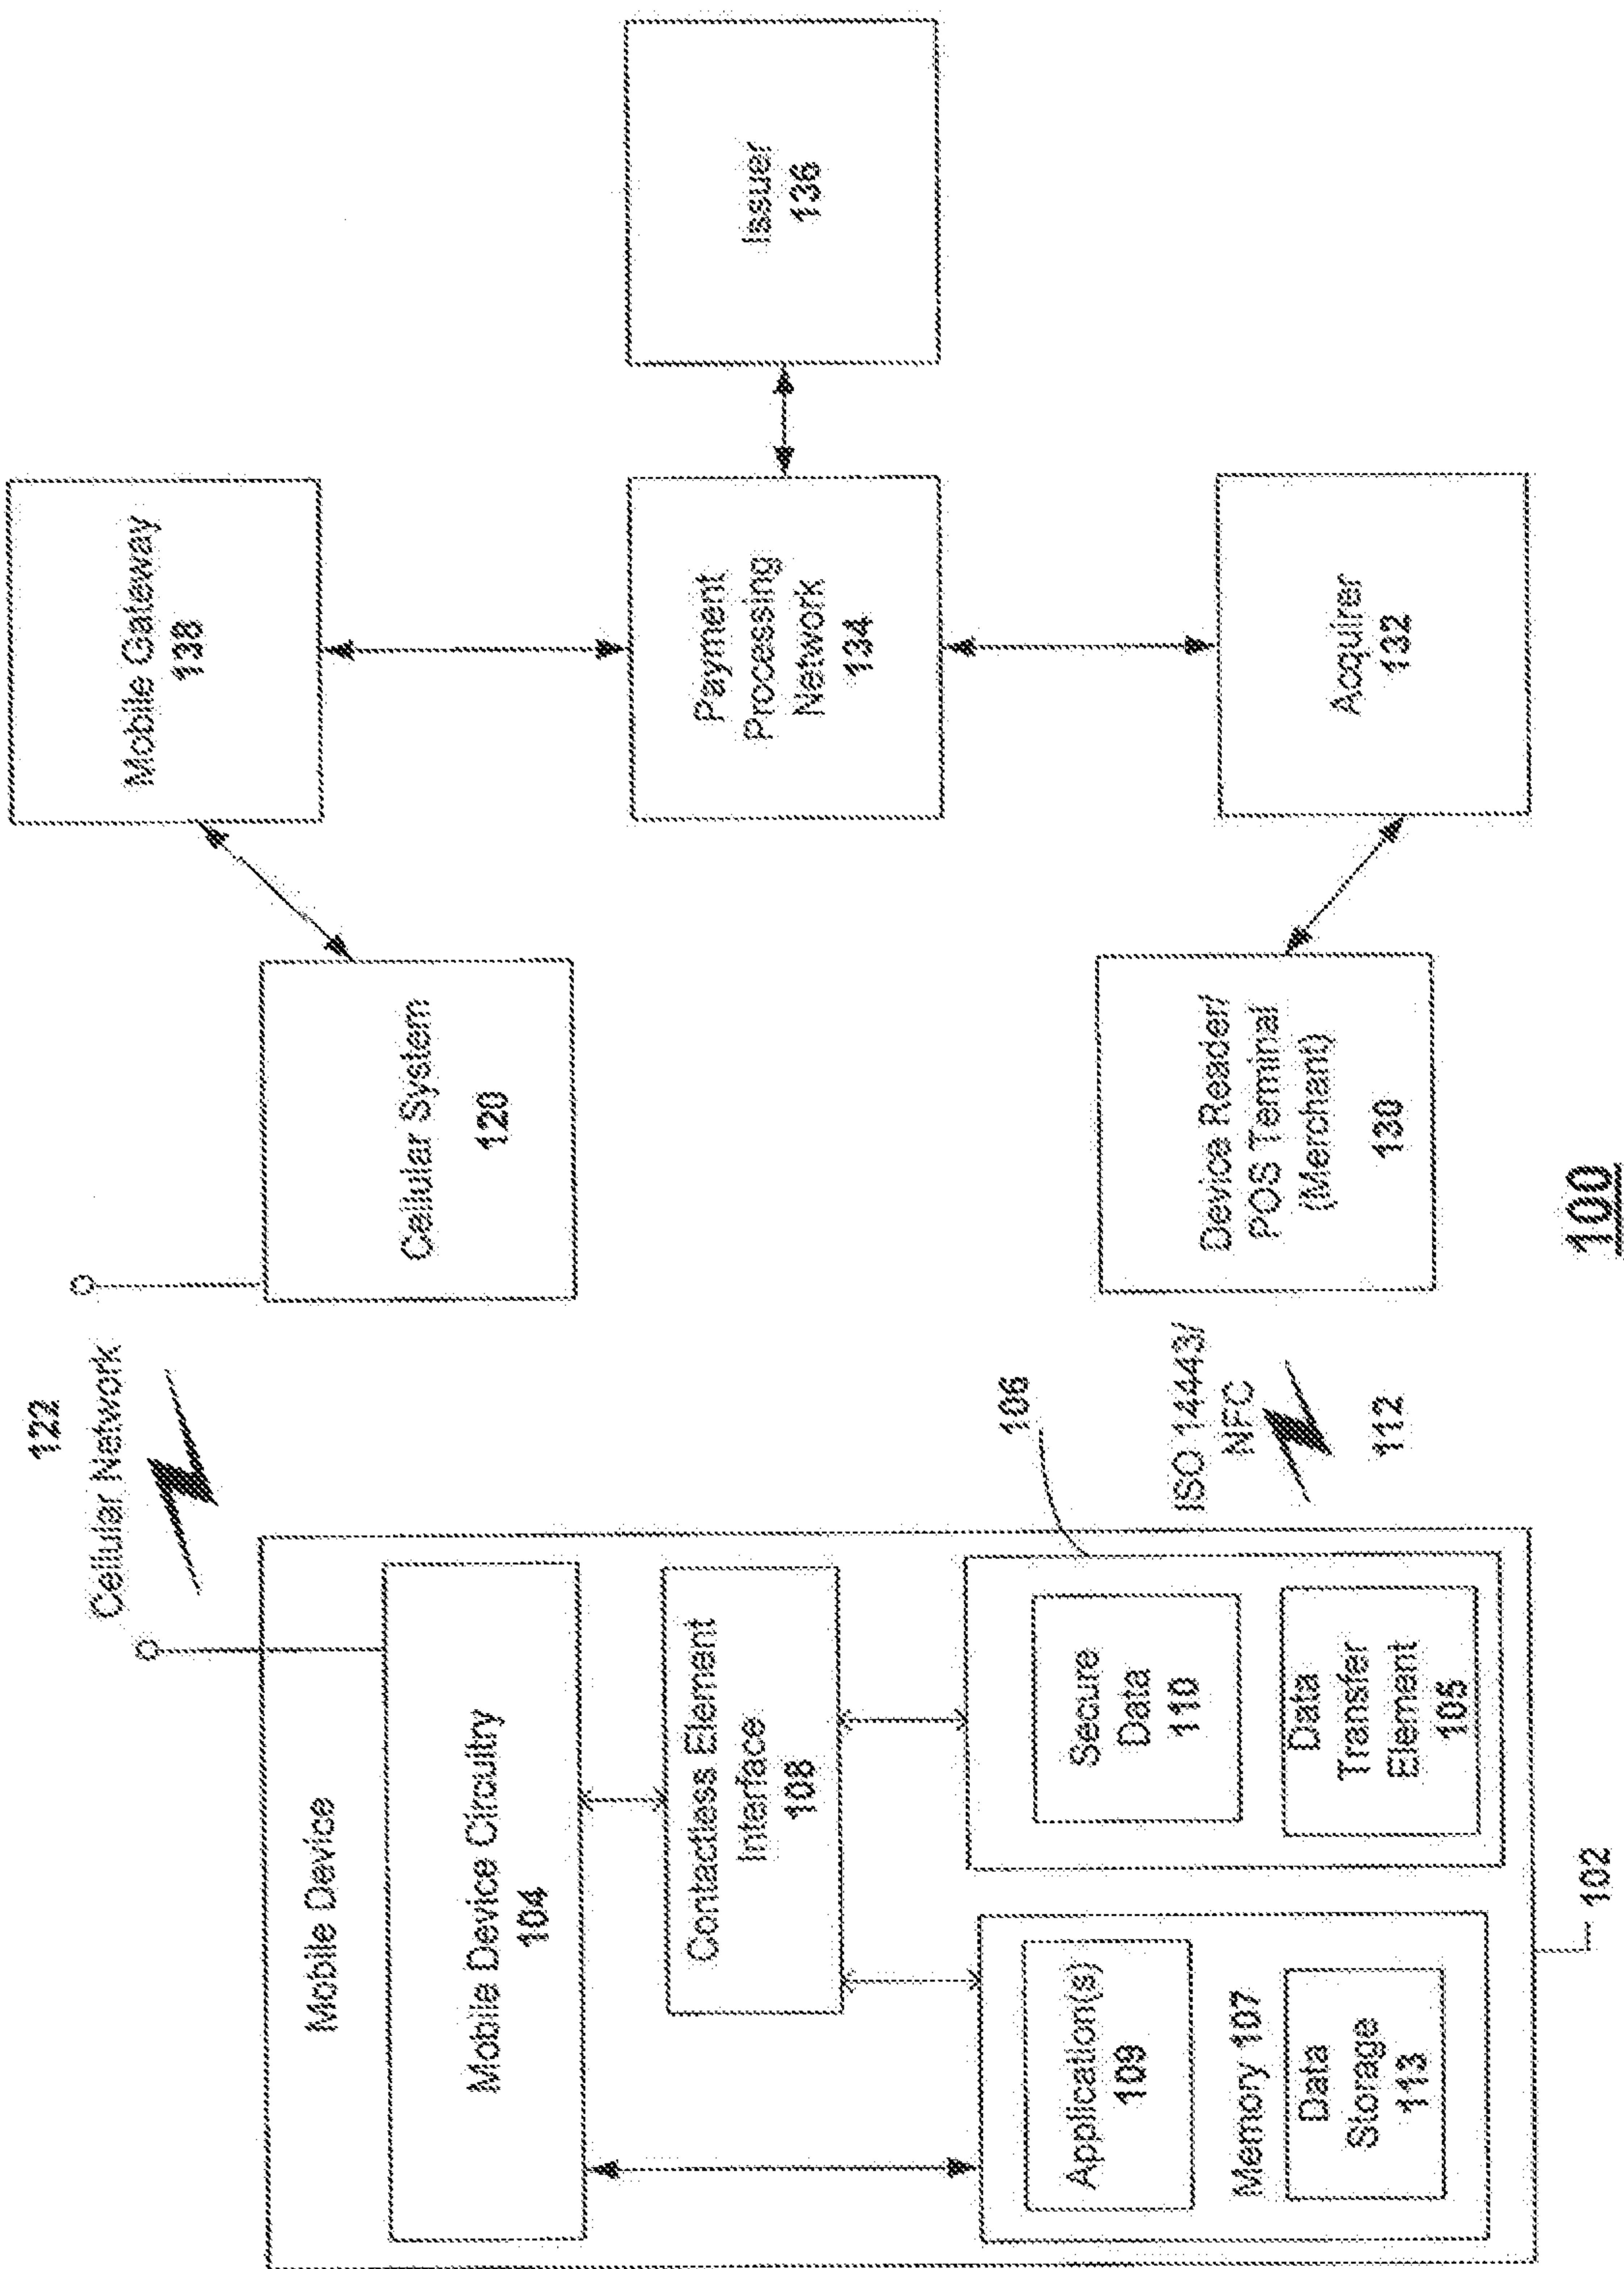 122
Cellular Network
Mobile Device
Mobile Device Circuitry
104
Contactless Element
Interface
108
Application(s)
109
Memory 107
Data
Storage
113
Secure
Data
110
Data
Transfer
Element
105
106
102
ISO 14443/
NFC
112
Cellular System
120
Device Reader/
POS Terminal
(Merchant)
130
Mobile Gateway
138
Payment
Processing
Network
134
Acquirer
132
Issuer
136
100